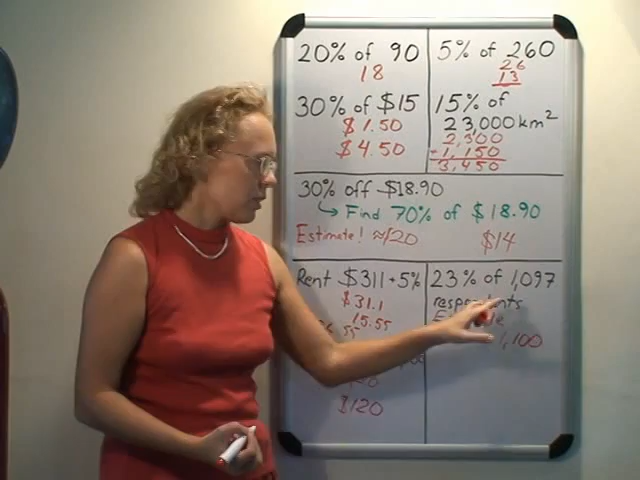 20% of 90
18
5% of 260
26
13
30% of $15
$1.50
$4.50
15% of
23,000 km²
2,300
1,150
3,450
30% off $18.90
↳ Find 70% of $18.90
Estimate! ≈120
$14
Rent $311 + 5%
$31.1
15.55
$120
23% of 1,097
respondents
1,100